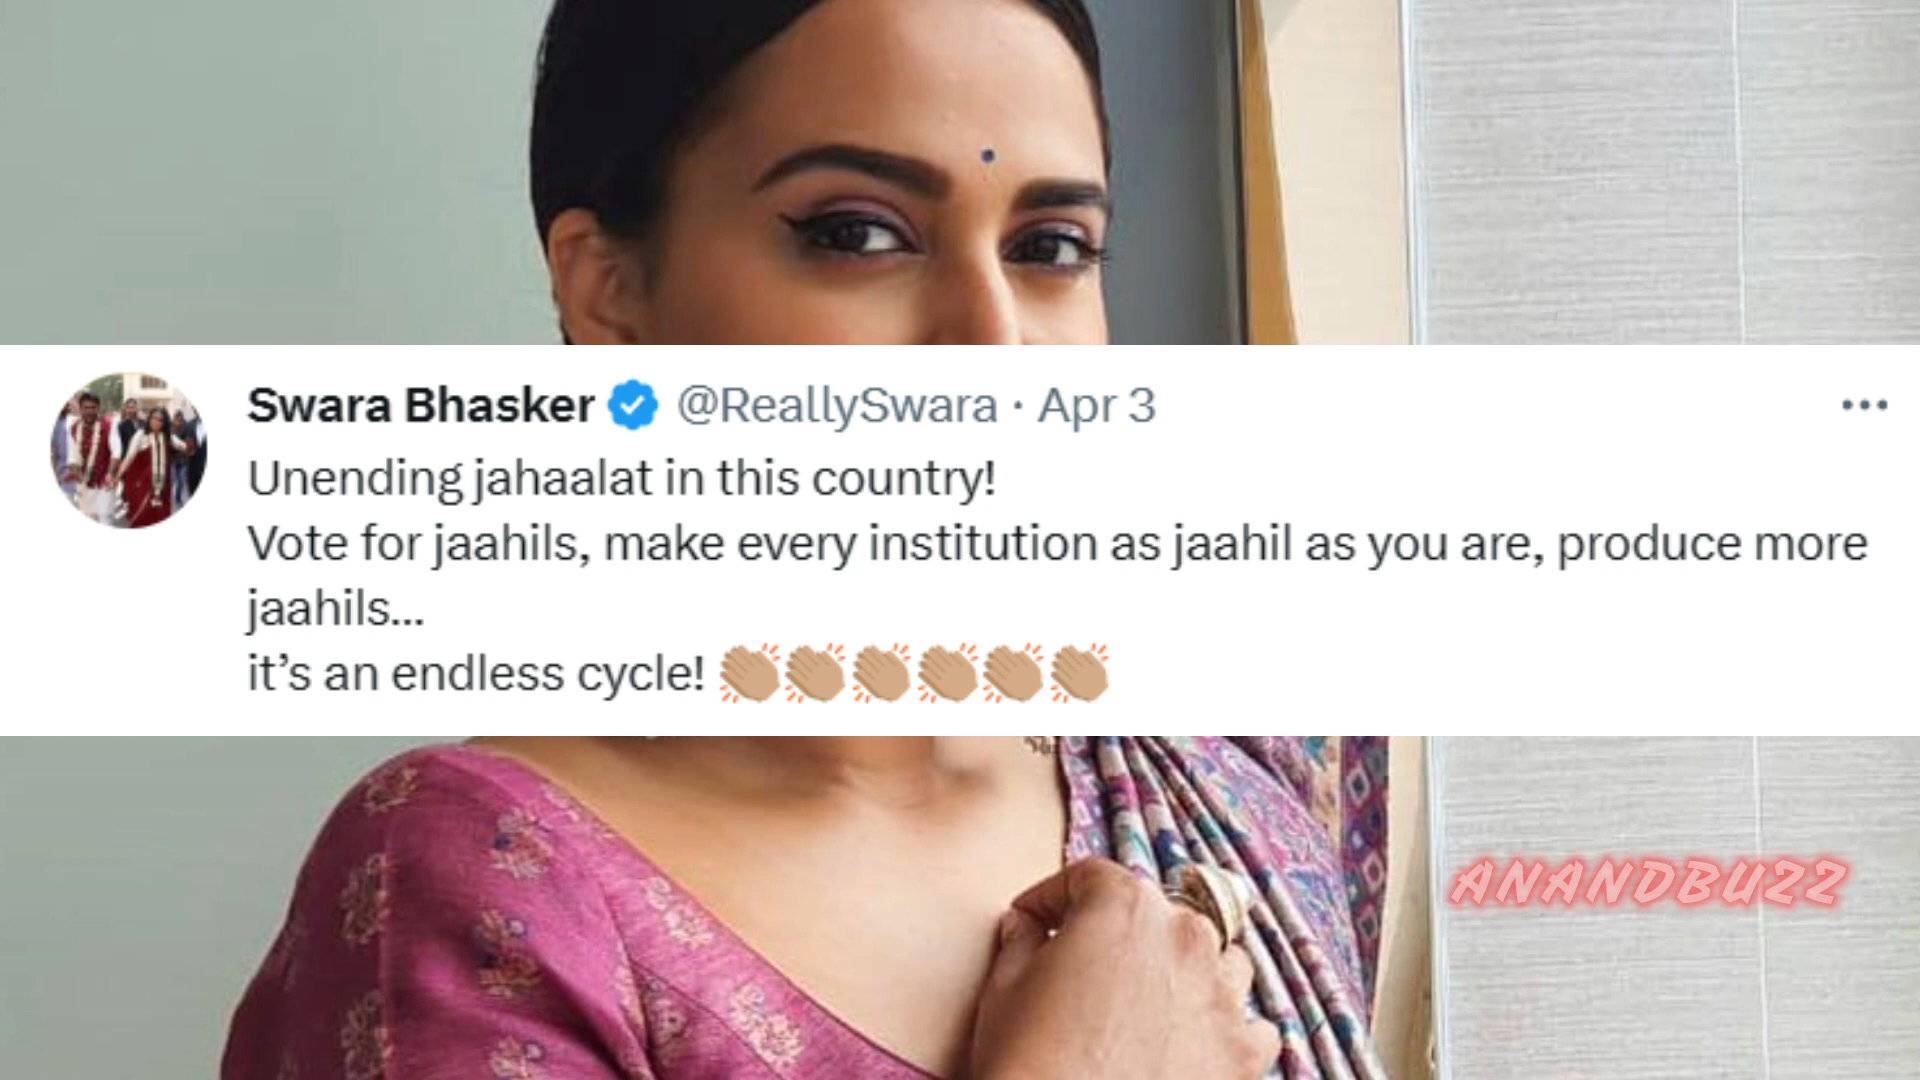 Swara Bhasker @ReallySwara · Apr 3
Unending jahaalat in this country!
Vote for jaahils, make every institution as jaahil as you are, produce more
jaahils...
it’s an endless cycle! 👏🏽👏🏽👏🏽👏🏽👏🏽👏🏽
ANANDBUZZ